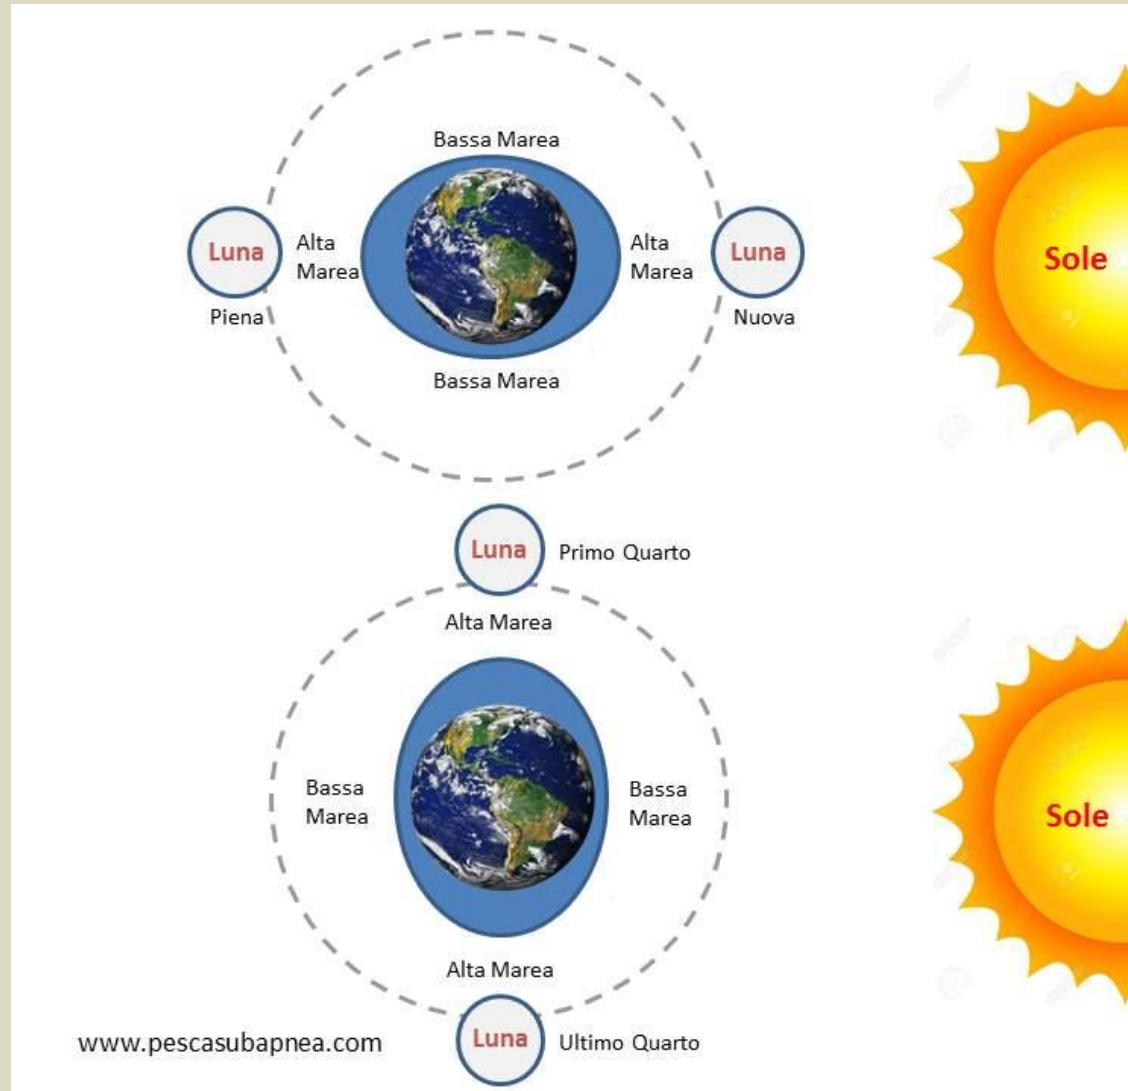 Bassa Marea
Luna
Alta
Marea
Alta
Marea
Luna
Sole
Piena
Nuova
Bassa Marea
Luna
Primo Quarto
Alta Marea
Bassa
Marea
Bassa
Marea
Sole
Alta Marea
Luna
Ultimo Quarto
www.pescasubapnea.com